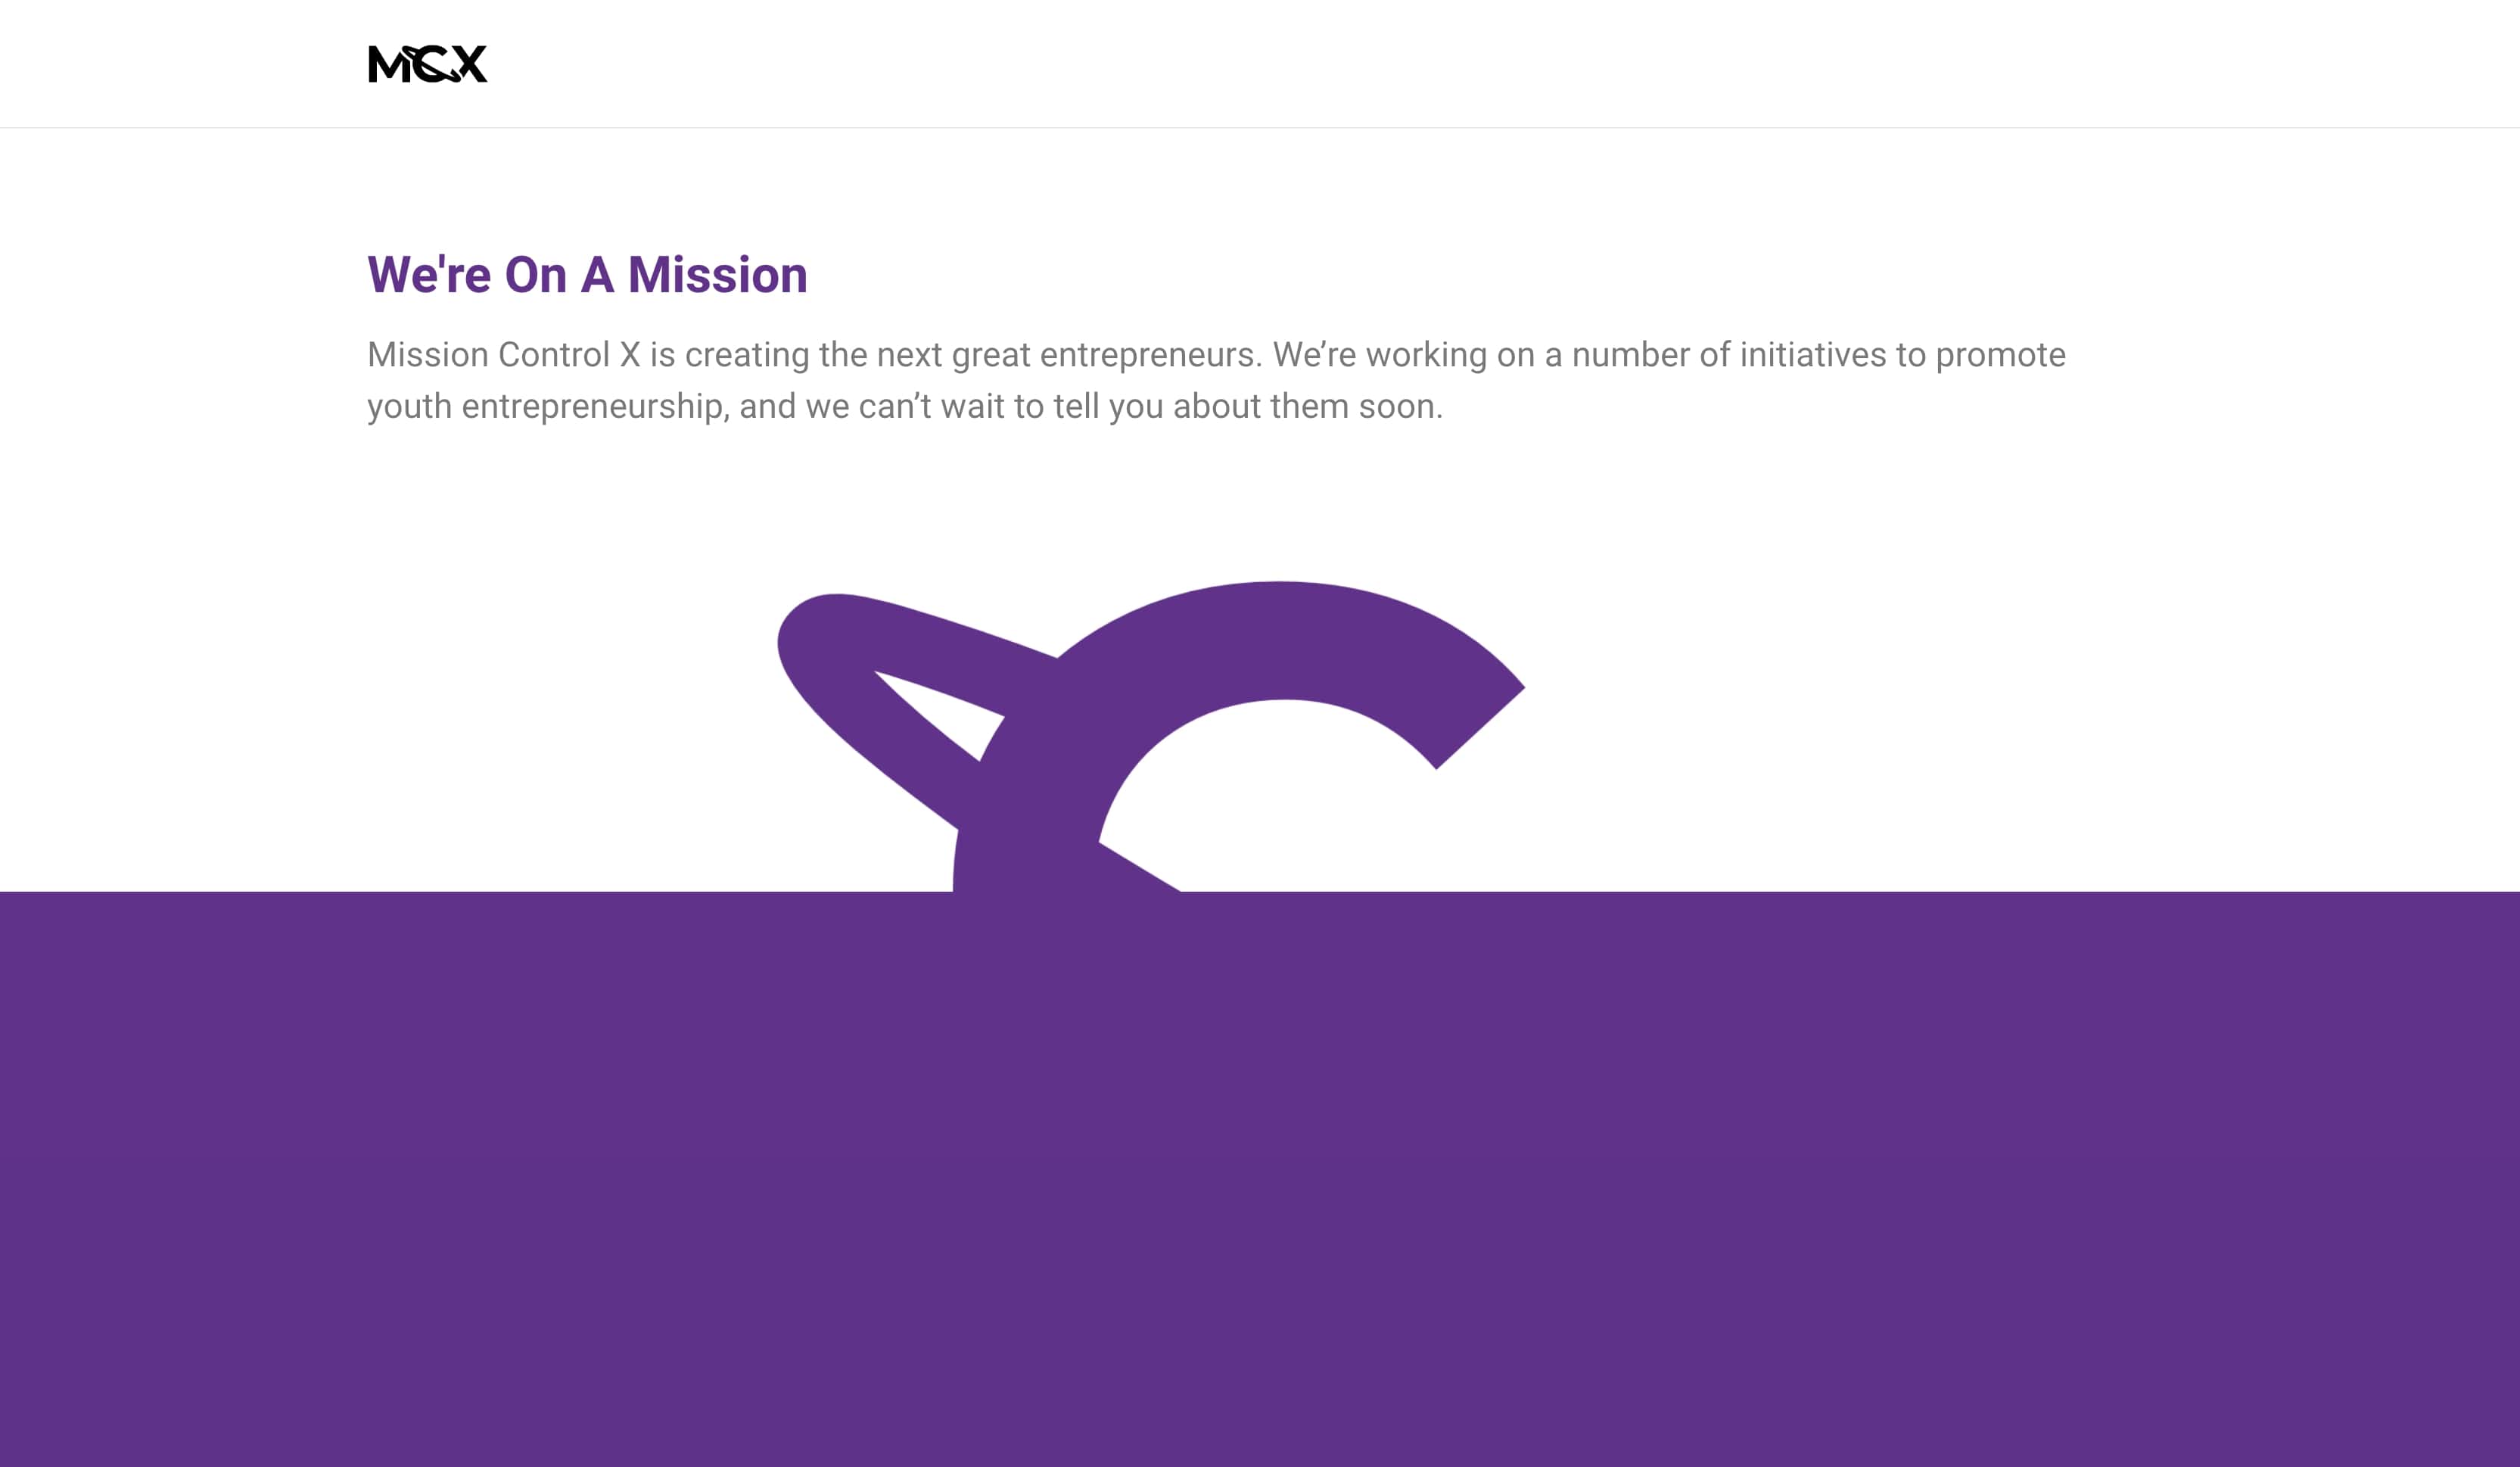 MCX
We're On A Mission
Mission Control X is creating the next great entrepreneurs. We’re working on a number of initiatives to promote
youth entrepreneurship, and we can’t wait to tell you about them soon.
C